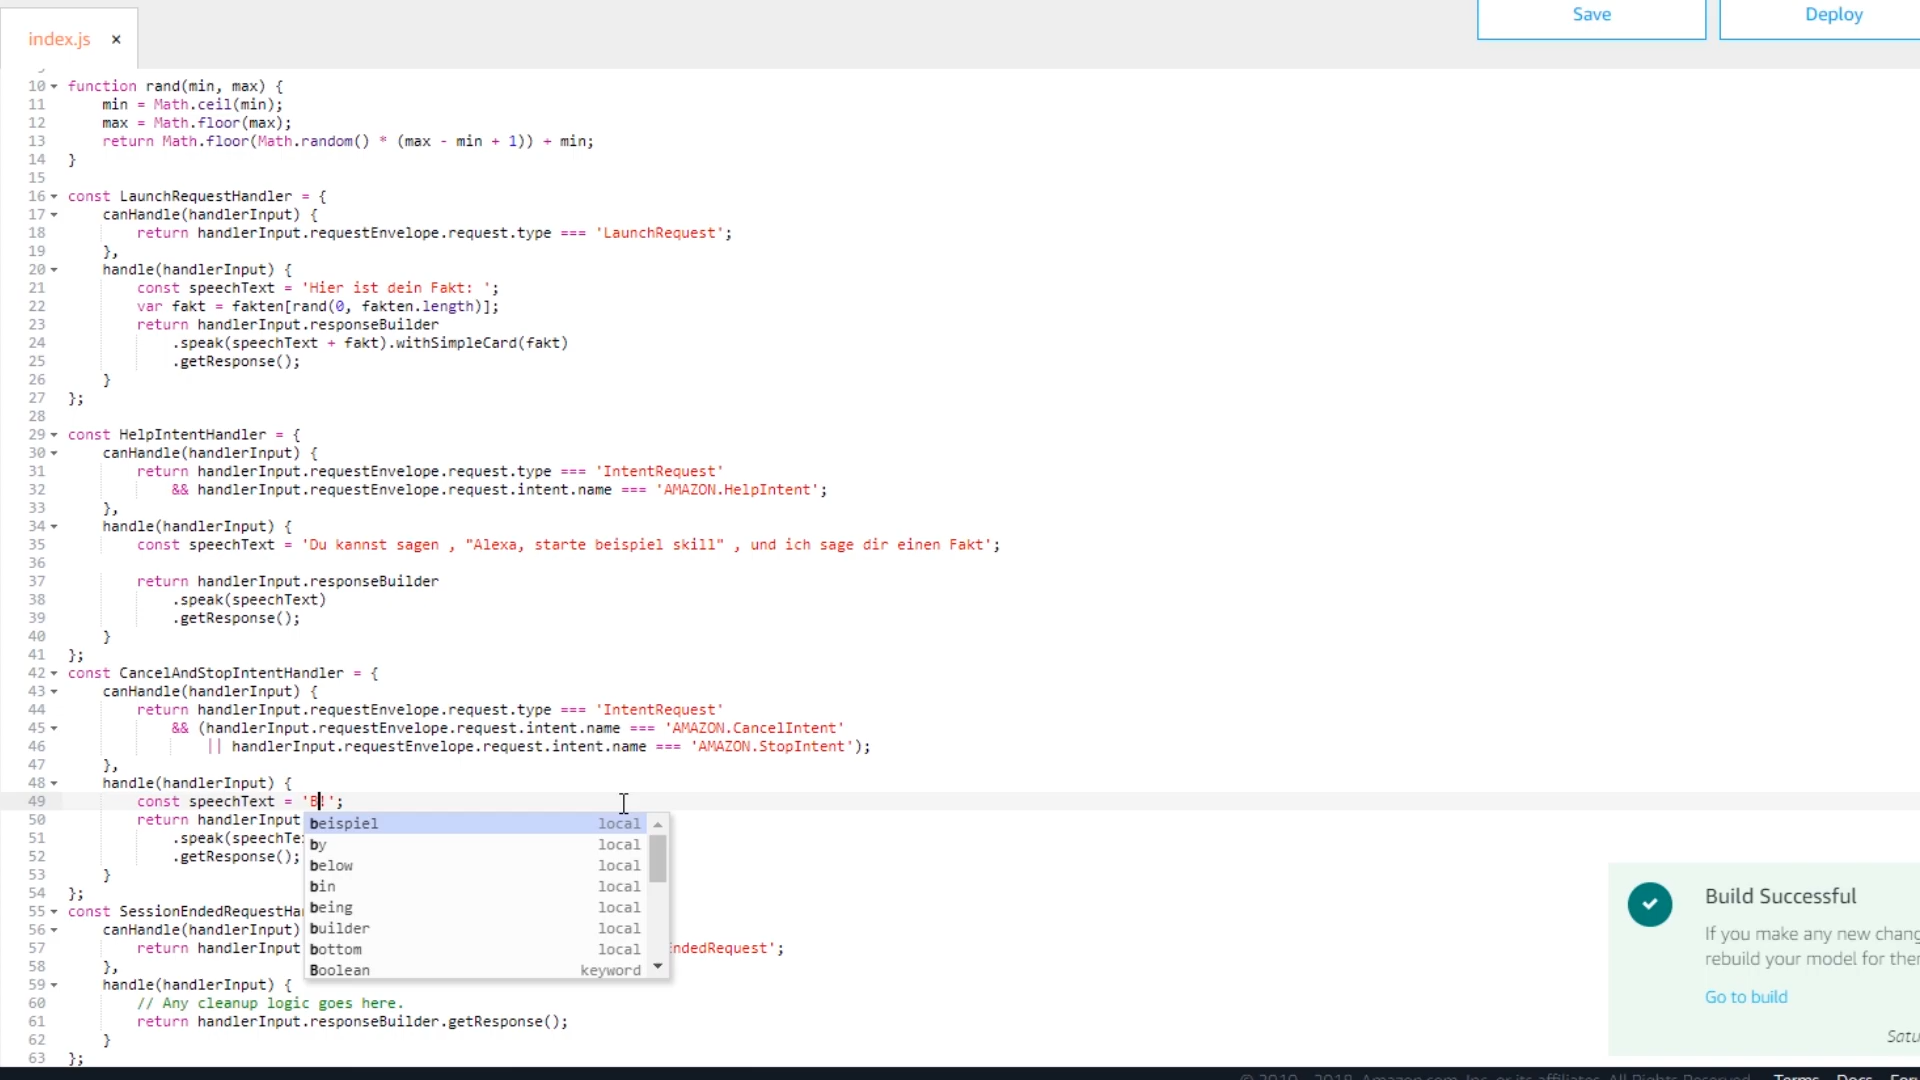 Save
Deploy
index.js ×
10 function rand(min, max) {
11 min = Math.ceil(min);
12 max = Math.floor(max);
13 return Math.floor(Math.random() * (max - min + 1)) + min;
14 }
15
16 const LaunchRequestHandler = {
17 canHandle(handlerInput) {
18 return handlerInput.requestEnvelope.request.type === 'LaunchRequest';
19 },
20 handle(handlerInput) {
21 const speechText = 'Hier ist dein Fakt: ';
22 var fakt = fakten[rand(0, fakten.length)];
23 return handlerInput.responseBuilder
24 .speak(speechText + fakt).withSimpleCard(fakt)
25 .getResponse();
26 }
27 };
28
29 const HelpIntentHandler = {
30 canHandle(handlerInput) {
31 return handlerInput.requestEnvelope.request.type === 'IntentRequest'
32 && handlerInput.requestEnvelope.request.intent.name === 'AMAZON.HelpIntent';
33 },
34 handle(handlerInput) {
35 const speechText = 'Du kannst sagen , "Alexa, starte beispiel skill" , und ich sage dir einen Fakt';
36
37 return handlerInput.responseBuilder
38 .speak(speechText)
39 .getResponse();
40 }
41 };
42 const CancelAndStopIntentHandler = {
43 canHandle(handlerInput) {
44 return handlerInput.requestEnvelope.request.type === 'IntentRequest'
45 && (handlerInput.requestEnvelope.request.intent.name === 'AMAZON.CancelIntent'
46 || handlerInput.requestEnvelope.request.intent.name === 'AMAZON.StopIntent');
47 },
48 handle(handlerInput) {
49 const speechText = 'B!';
50 return handlerInput
51 .speak(speechTe
52 .getResponse();
53 }
54 };
55 const SessionEndedRequestHa
56 canHandle(handlerInput)
57 return handlerInput ndedRequest';
58 },
59 handle(handlerInput) {
60 // Any cleanup logic goes here.
61 return handlerInput.responseBuilder.getResponse();
62 }
63 };
beispiel local
by local
below local
bin local
being local
builder local
bottom local
Boolean keyword
Build Successful
If you make any new chang
rebuild your model for the
Go to build
Satu